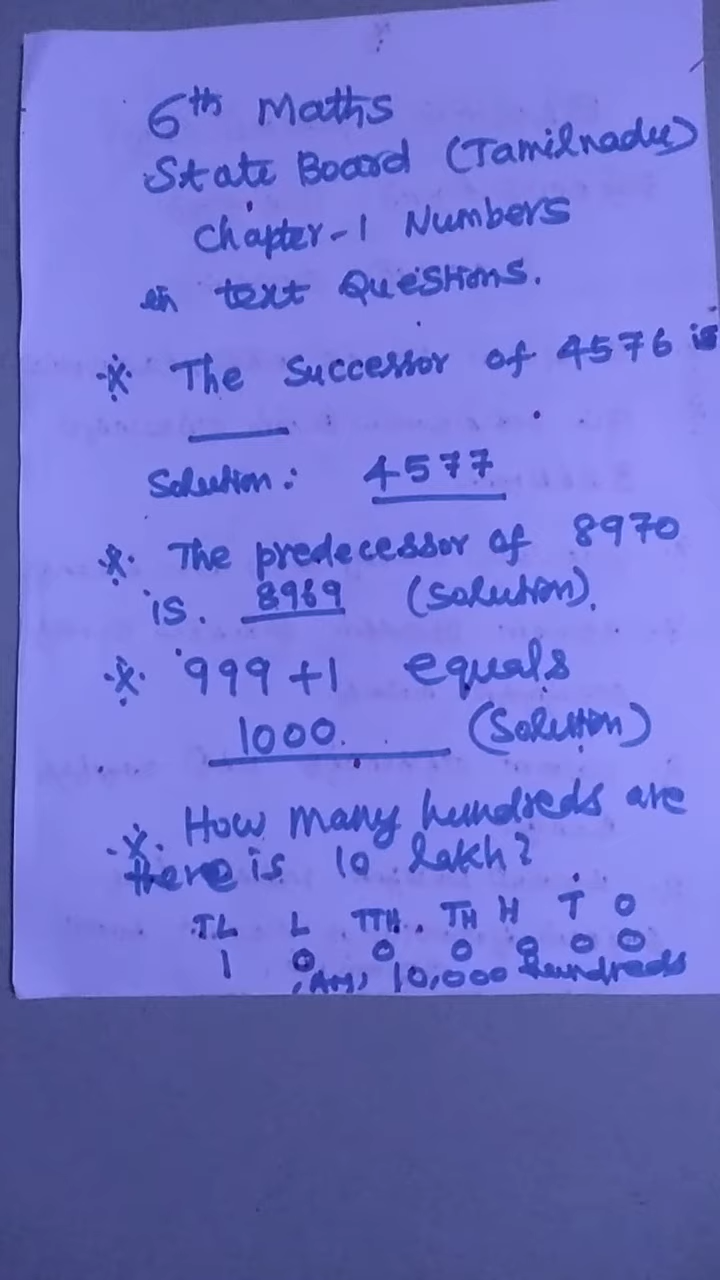 6th Maths
State Board (Tamilnadu)
Chapter-1 Numbers
in text Questions.
* The Successor of 4576 is
Solution: 4577
* The predecessor of 8970
is. 8969 (Solution).
* 999 +1 equals
1000. (Solution)
* How many hundreds are
there is 10 lakh?
TL L TTH. TH H T O
1 0 0 0 0 0 0
Ans, 10,000 hundreds